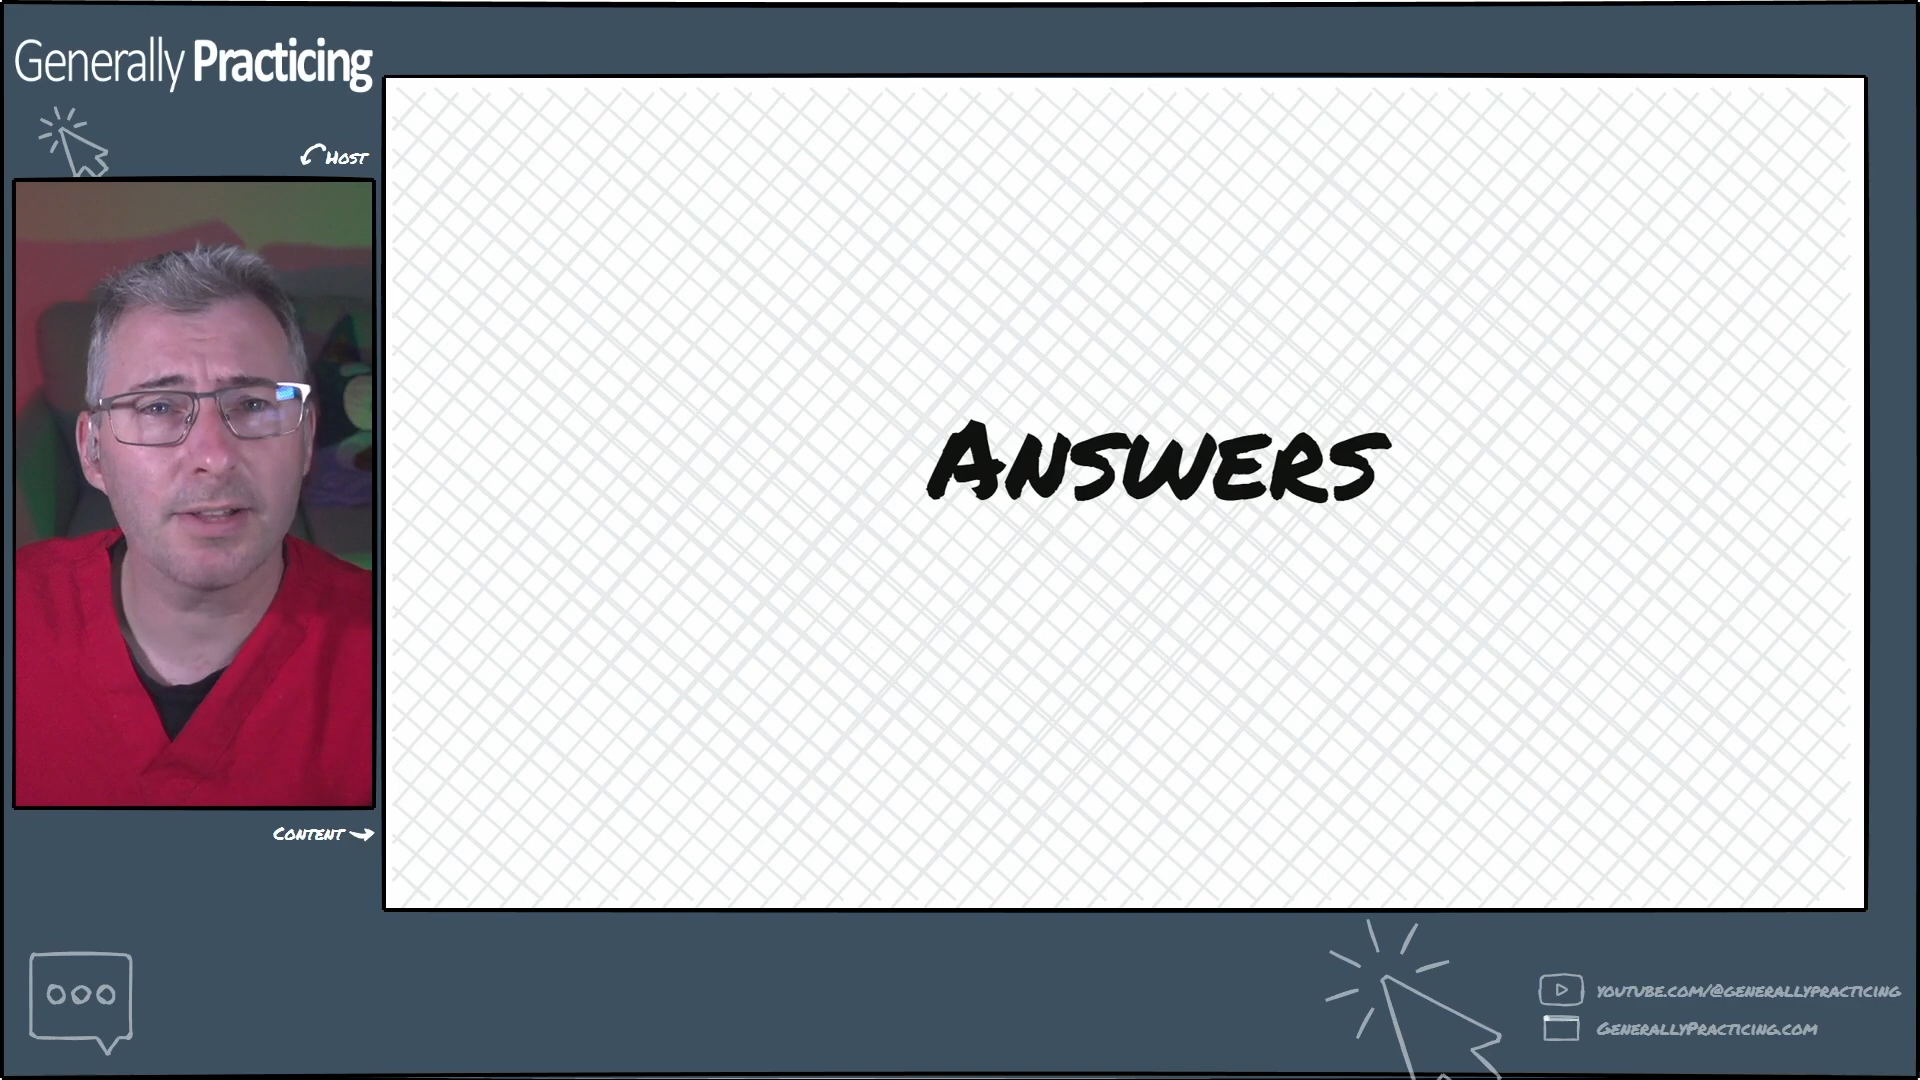 Generally Practicing
Host
Answers
Content
youtube.com/@generallypracticing
GenerallyPracticing.com